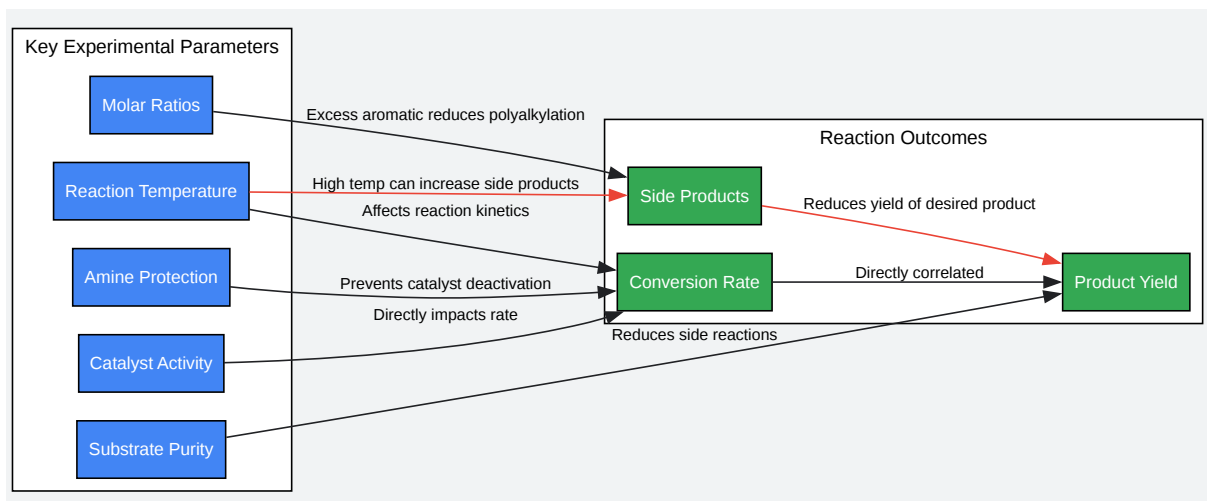 Key Experimental Parameters
Molar Ratios
Excess aromatic reduces polyalkylation
Reaction Outcomes
Reaction Temperature
High temp can increase side products
Side Products
Reduces yield of desired product
Affects reaction kinetics
Amine Protection
Prevents catalyst deactivation
Conversion Rate
Directly correlated
Product Yield
Directly impacts rate
Catalyst Activity
Reduces side reactions
Substrate Purity